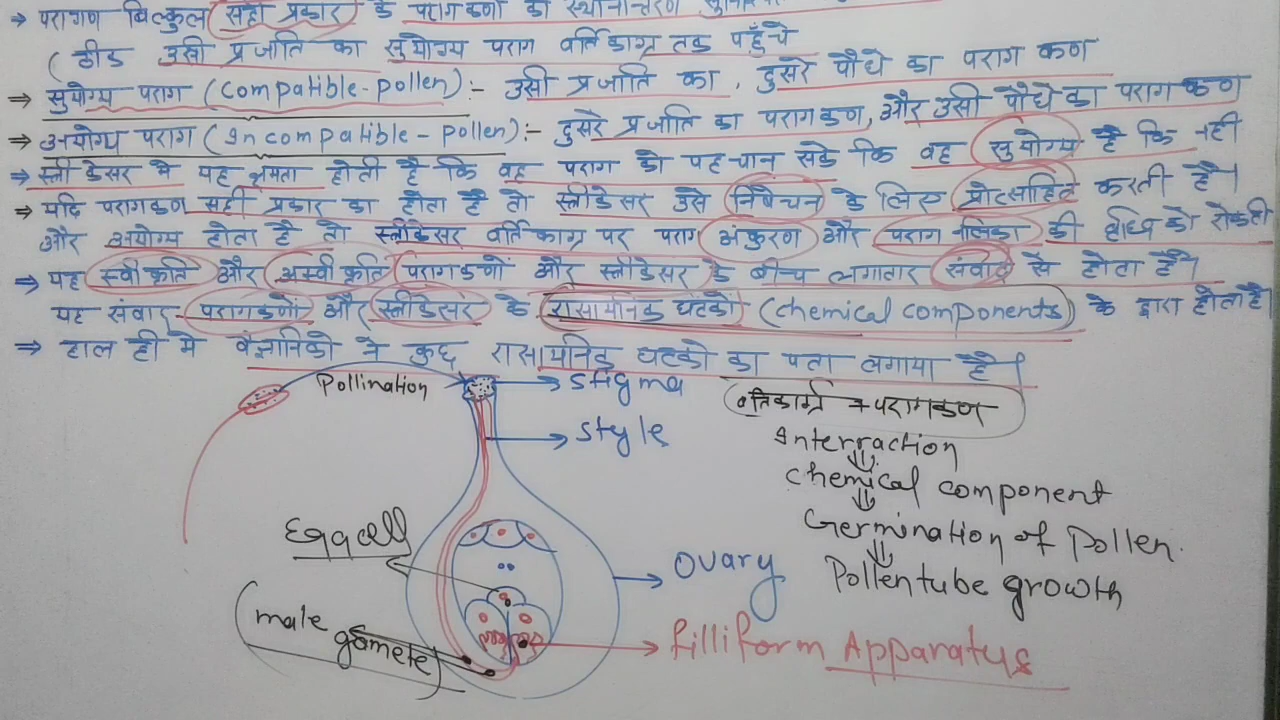 → परागण बिल्कुल सही प्रकार के परागकणों का स्थानान्तरण
( ठीक उसी प्रजाति का सुयोग्य पराग वर्तिकाग्र तक पहुँचे
⇒ सुयोग्य पराग (Compatible-pollen):- उसी प्रजाति का, दुसरे पौधे का पराग कण
⇒ अयोग्य पराग (Incompatible-pollen):- दुसरे प्रजाति का परागकण, और उसी पौधे का पराग कण
⇒ स्त्रीकेसर मे यह क्षमता होती है कि वह पराग को पहचान सके कि वह सुयोग्य है कि नही
⇒ यदि परागकण सही प्रकार का होता है तो स्त्रीकेसर उसे निषेचन के लिए प्रोत्साहित करती है।
और अयोग्य होता है तो स्त्रीकेसर वर्तिकाग्र पर पराग अंकुरण और पराग नलिका की वृद्धि को रोकती
⇒ यह स्वीकृति और अस्वीकृति परागकणों और स्त्रीकेसर के बीच लगातार संवाद से होता है।
यह संवाद परागकणों और स्त्रीकेसर के रासायनिक घटकों (chemical components) के द्वारा होता है।
⇒ हाल ही मे वैज्ञानिकों ने कुछ रासायनिक घटको का पता लगाया है।
Pollination
stigma
वर्तिकाग्र + परागकण
style
Interraction
⇓
Chemical component
⇓
Germination of Pollen.
⇓
Pollentube growth
Egg cell
Ovary
(male gamete)
filliform Apparatus